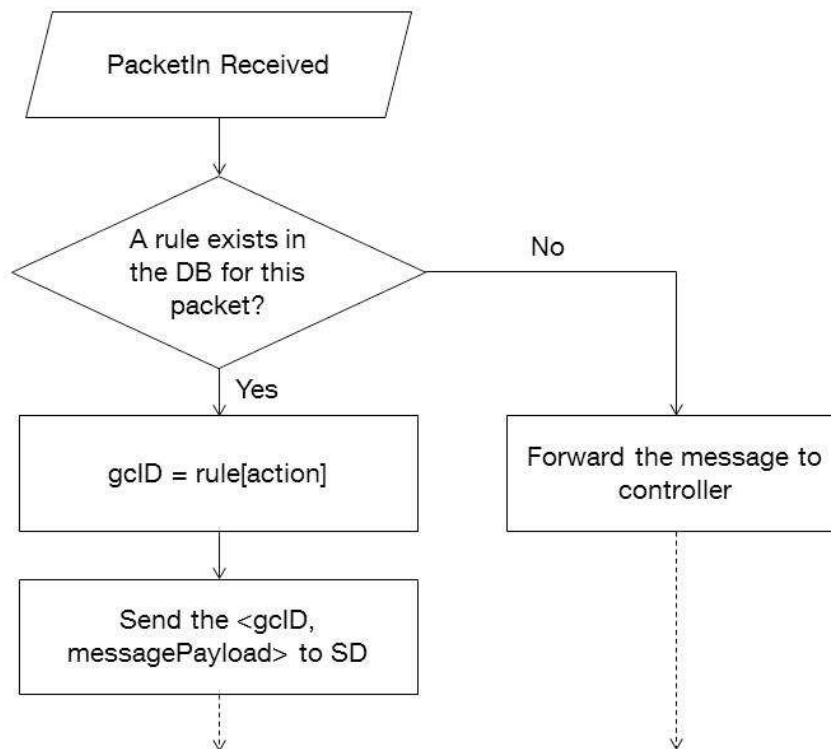 PacketIn Received
A rule exists in
the DB for this
packet?
No
Yes
gcID = rule[action]
Forward the message to
controller
Send the <gcID,
messagePayload> to SD